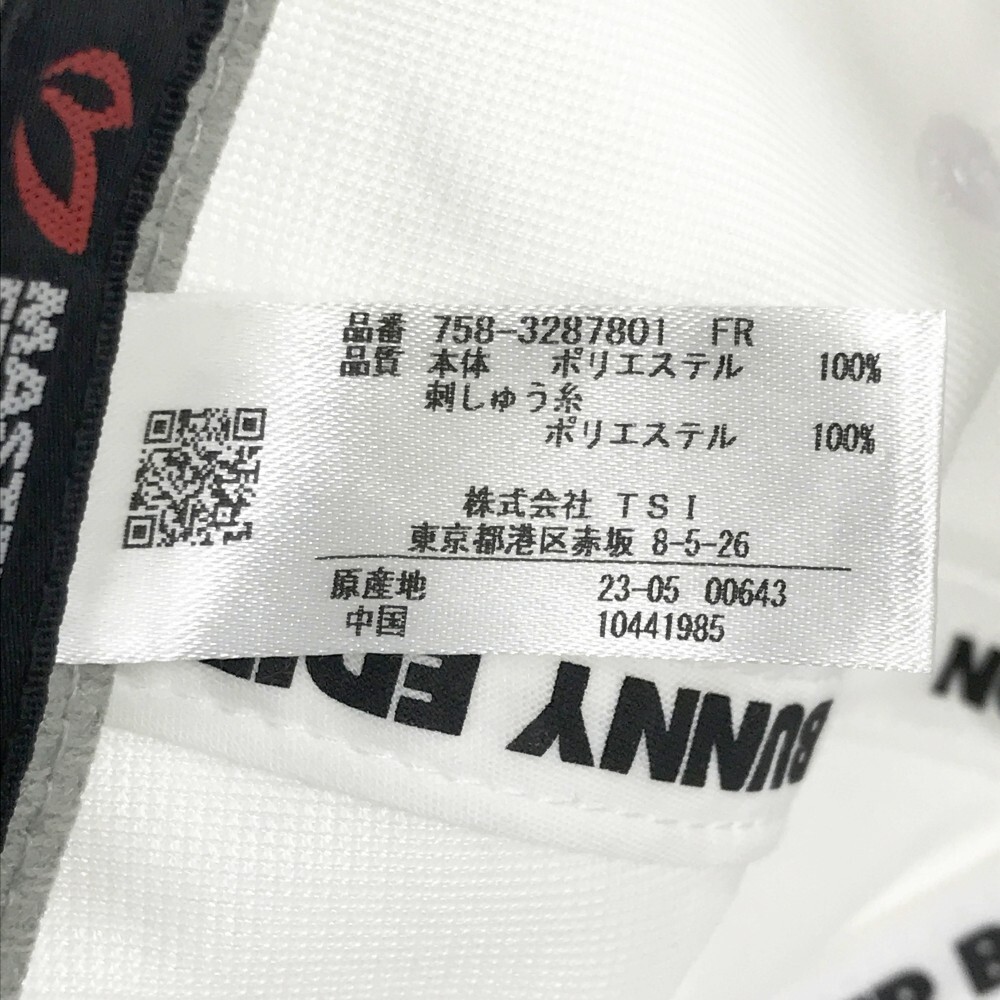 品番 758-3287801 FR
品質 本体 ポリエステル 100%
刺しゅう糸
ポリエステル 100%
株式会社 TSI
東京都港区赤坂 8-5-26
原産地 23-05 00643
中国 10441985
BUNNY